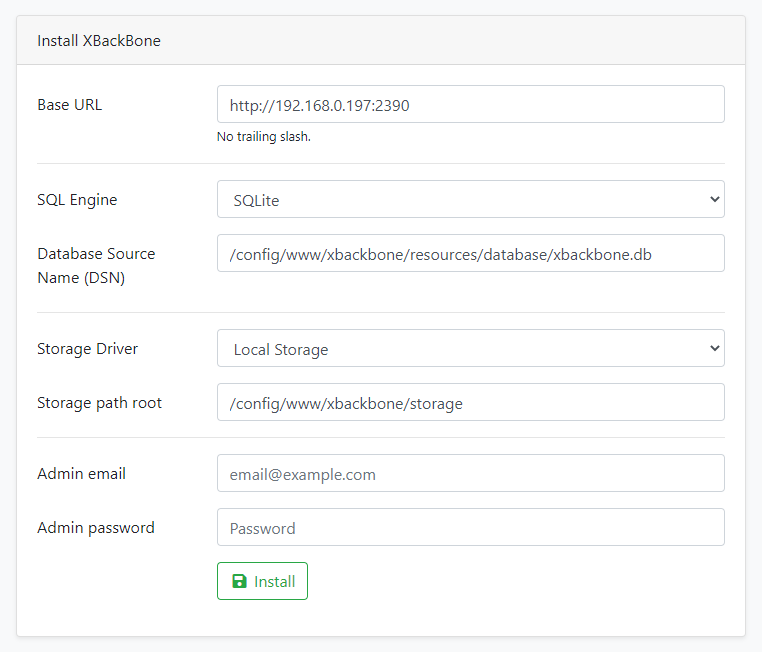 Install XBackBone
Base URL
http://192.168.0.197:2390
No trailing slash.
SQL Engine
SQLite
Database Source
Name (DSN)
/config/www/xbackbone/resources/database/xbackbone.db
Storage Driver
Local Storage
Storage path root
/config/www/xbackbone/storage
Admin email
email@example.com
Admin password
Password
Install